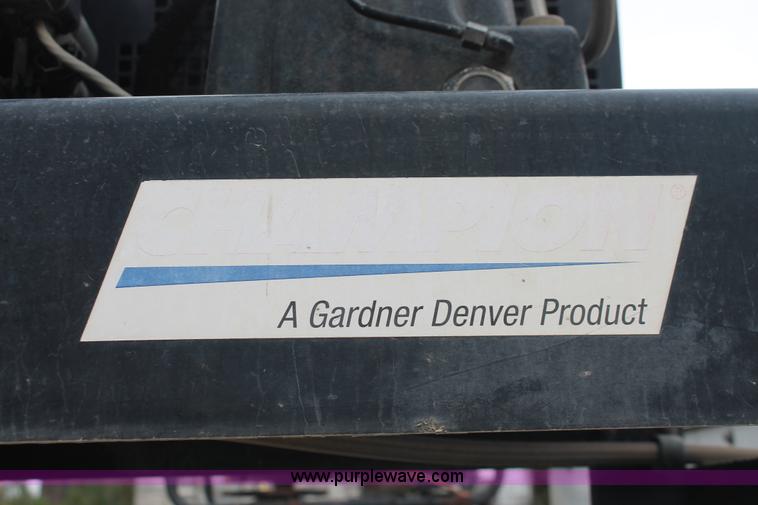 CHAMPION®
A Gardner Denver Product
www.purplewave.com